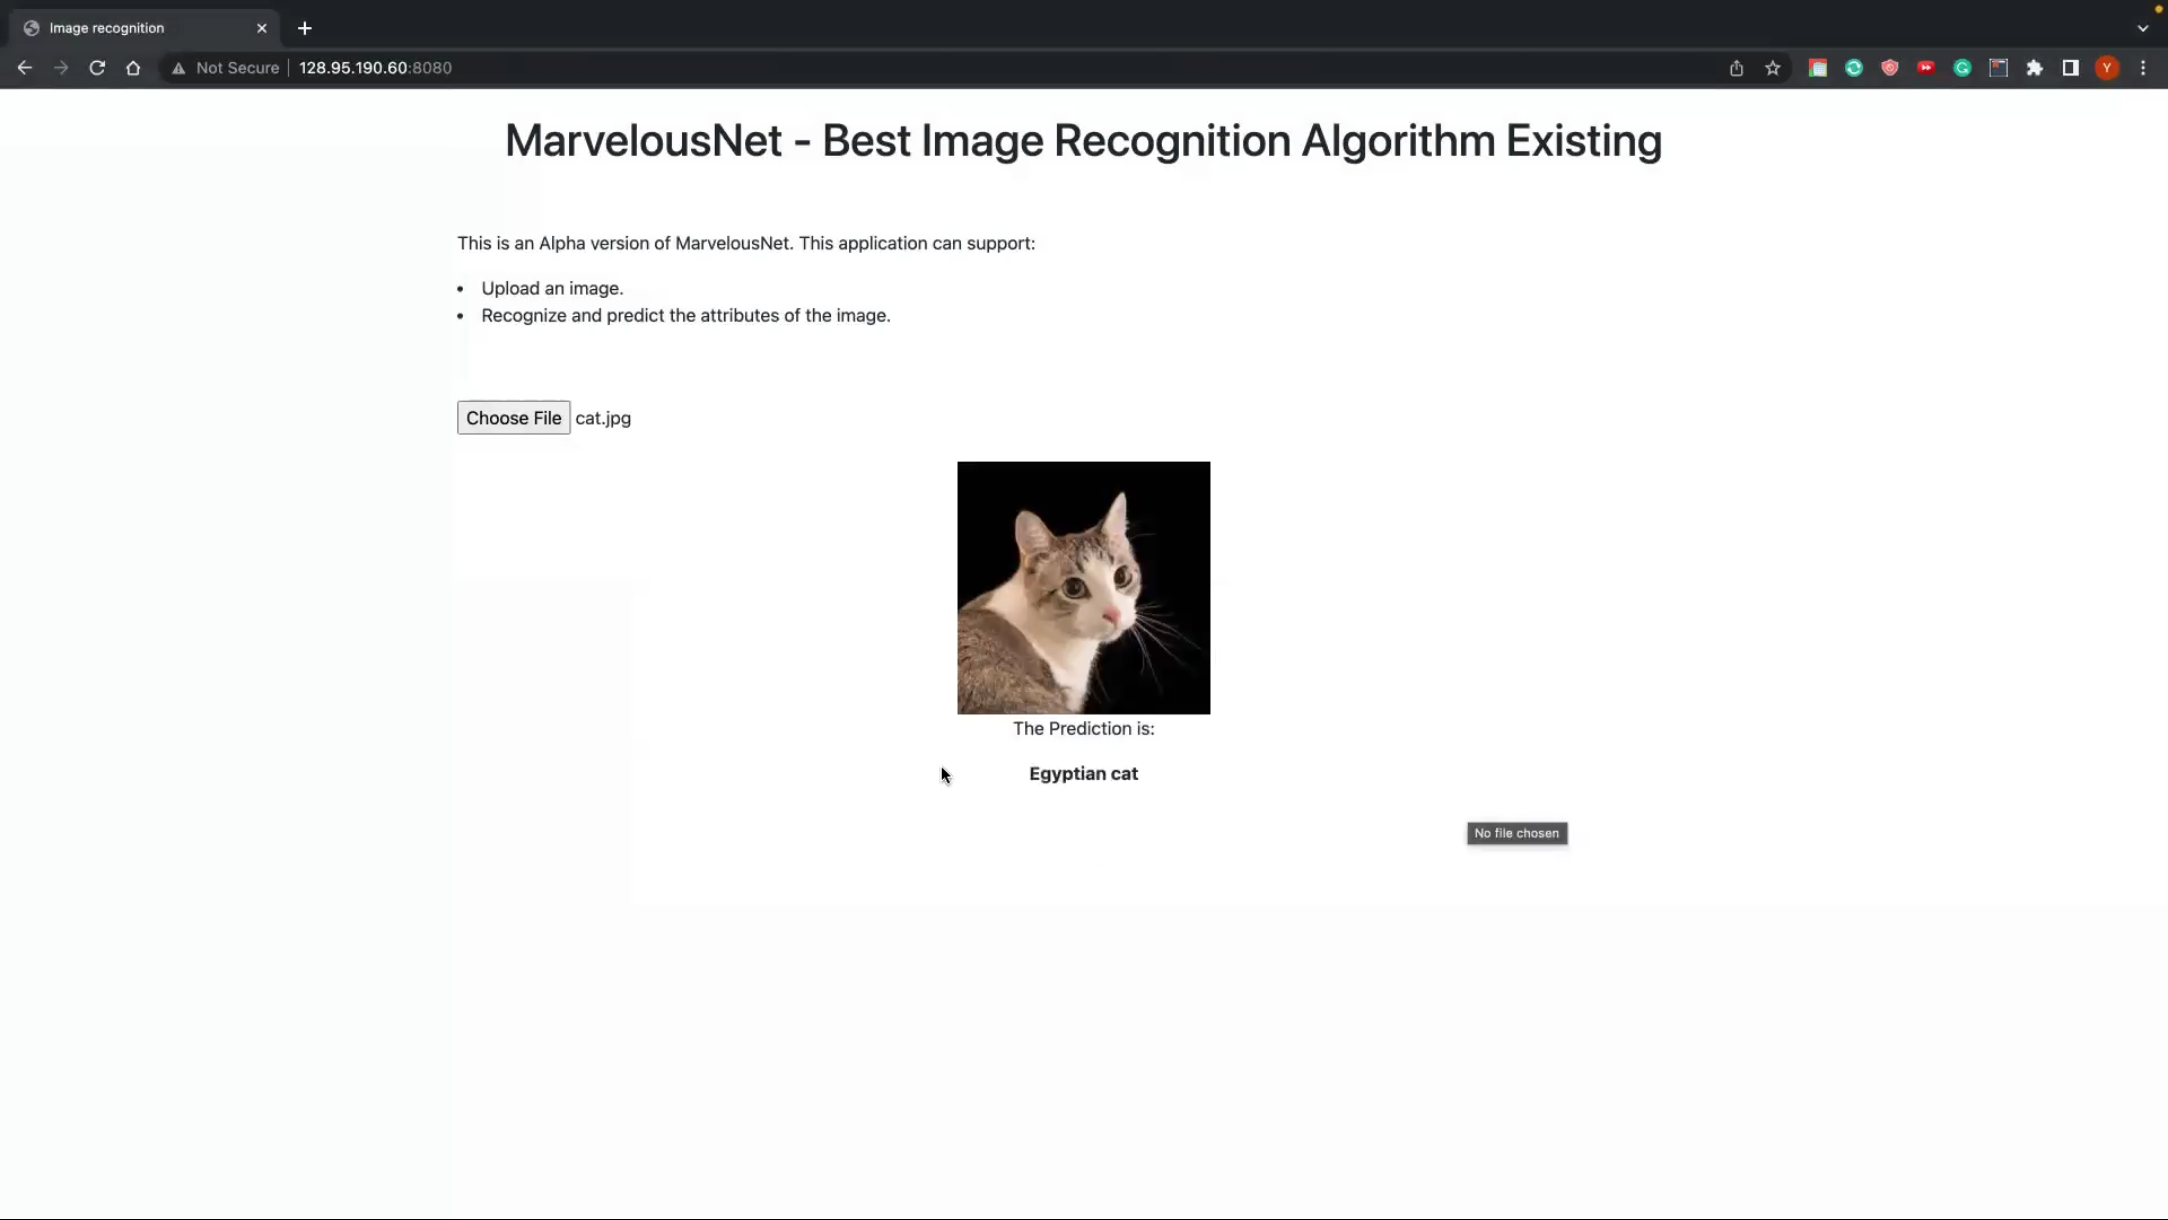 Image recognition
Not Secure 128.95.190.60:8080
Y
MarvelousNet - Best Image Recognition Algorithm Existing
This is an Alpha version of MarvelousNet. This application can support:
• Upload an image.
• Recognize and predict the attributes of the image.
Choose File cat.jpg
The Prediction is:
Egyptian cat
No file chosen